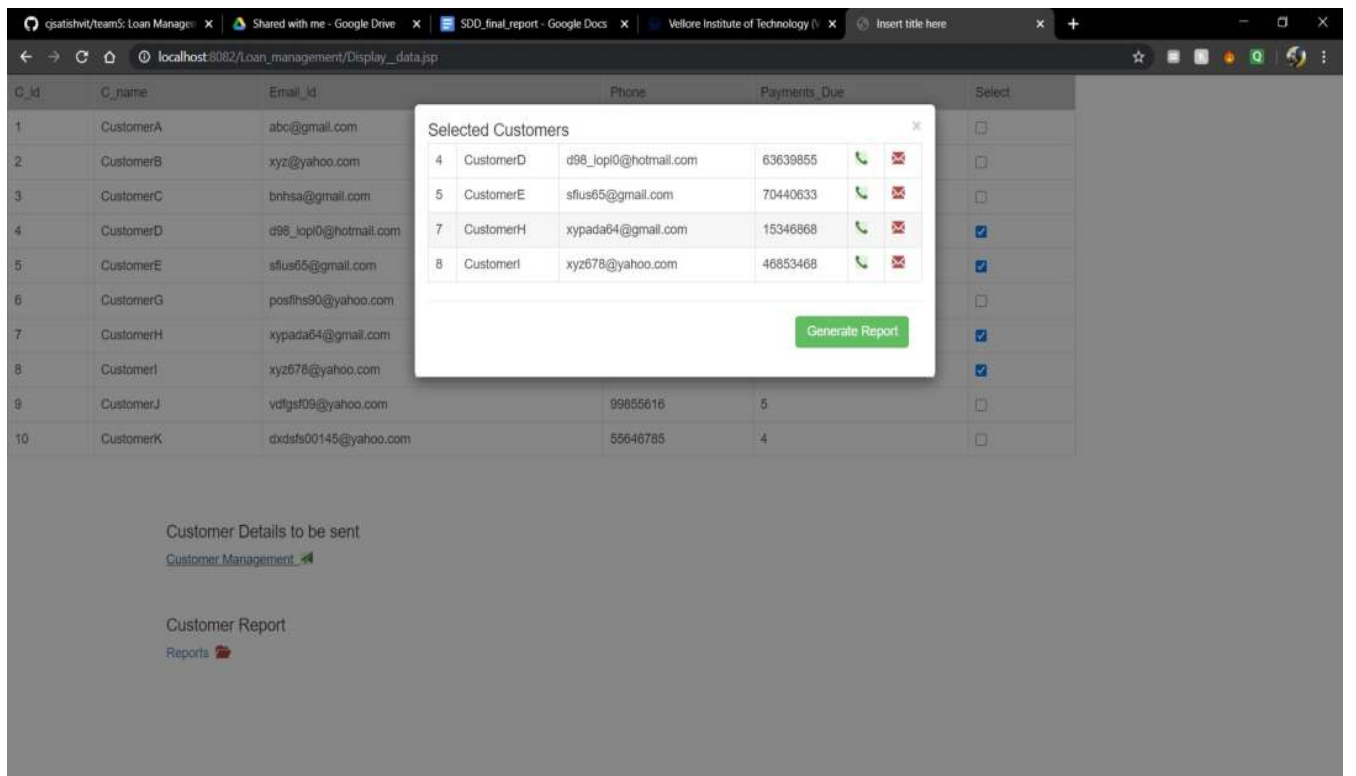 cjsatishvit/team5: Loan Manage
Shared with me - Google Drive
SDD_final_report - Google Docs
Vellore Institute of Technology (V
Insert title here
localhost:8082/Loan_management/Display__data.jsp
C_id C_name Email_Id Phone Payments_Due Select
1 CustomerA abc@gmail.com
2 CustomerB xyz@yahoo.com
3 CustomerC bnhsa@gmail.com
4 CustomerD d98_iopl0@hotmail.com
5 CustomerE sfius65@gmail.com
6 CustomerG posflhs90@yahoo.com
7 CustomerH xypada64@gmail.com
8 CustomerI xyz678@yahoo.com
9 CustomerJ vdfgsf09@yahoo.com 99855616 5
10 CustomerK dxdsfs00145@yahoo.com 55646785 4
Selected Customers
4 CustomerD d98_iopl0@hotmail.com 63639855
5 CustomerE sfius65@gmail.com 70440633
7 CustomerH xypada64@gmail.com 15346868
8 CustomerI xyz678@yahoo.com 46853468
Generate Report
Customer Details to be sent
Customer Management
Customer Report
Reports